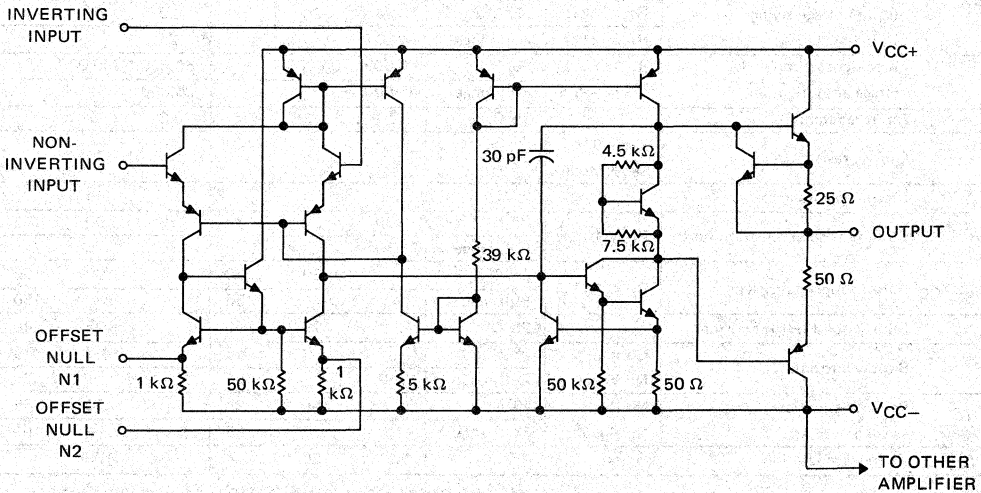 INVERTING
INPUT
VCC+
NON-
INVERTING
INPUT
30 pF
4.5 kΩ
25 Ω
7.5 kΩ
OUTPUT
39 kΩ
50 Ω
OFFSET
NULL
N1
1 kΩ
50 kΩ
1
kΩ
5 kΩ
50 kΩ
50 Ω
OFFSET
NULL
N2
VCC−
TO OTHER
AMPLIFIER